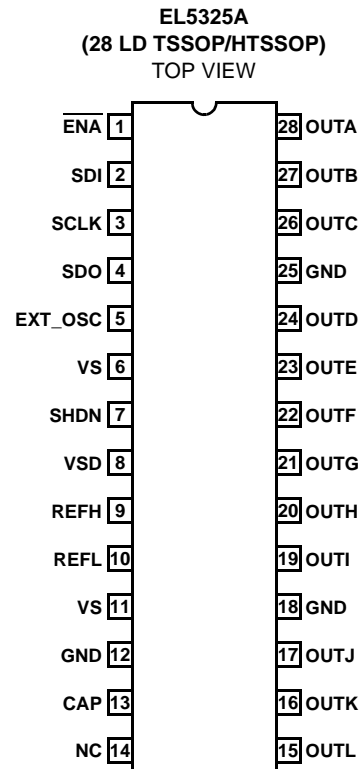 EL5325A
(28 LD TSSOP/HTSSOP)
TOP VIEW
ENA 1 28 OUTA
SDI 2 27 OUTB
SCLK 3 26 OUTC
SDO 4 25 GND
EXT_OSC 5 24 OUTD
VS 6 23 OUTE
SHDN 7 22 OUTF
VSD 8 21 OUTG
REFH 9 20 OUTH
REFL 10 19 OUTI
VS 11 18 GND
GND 12 17 OUTJ
CAP 13 16 OUTK
NC 14 15 OUTL